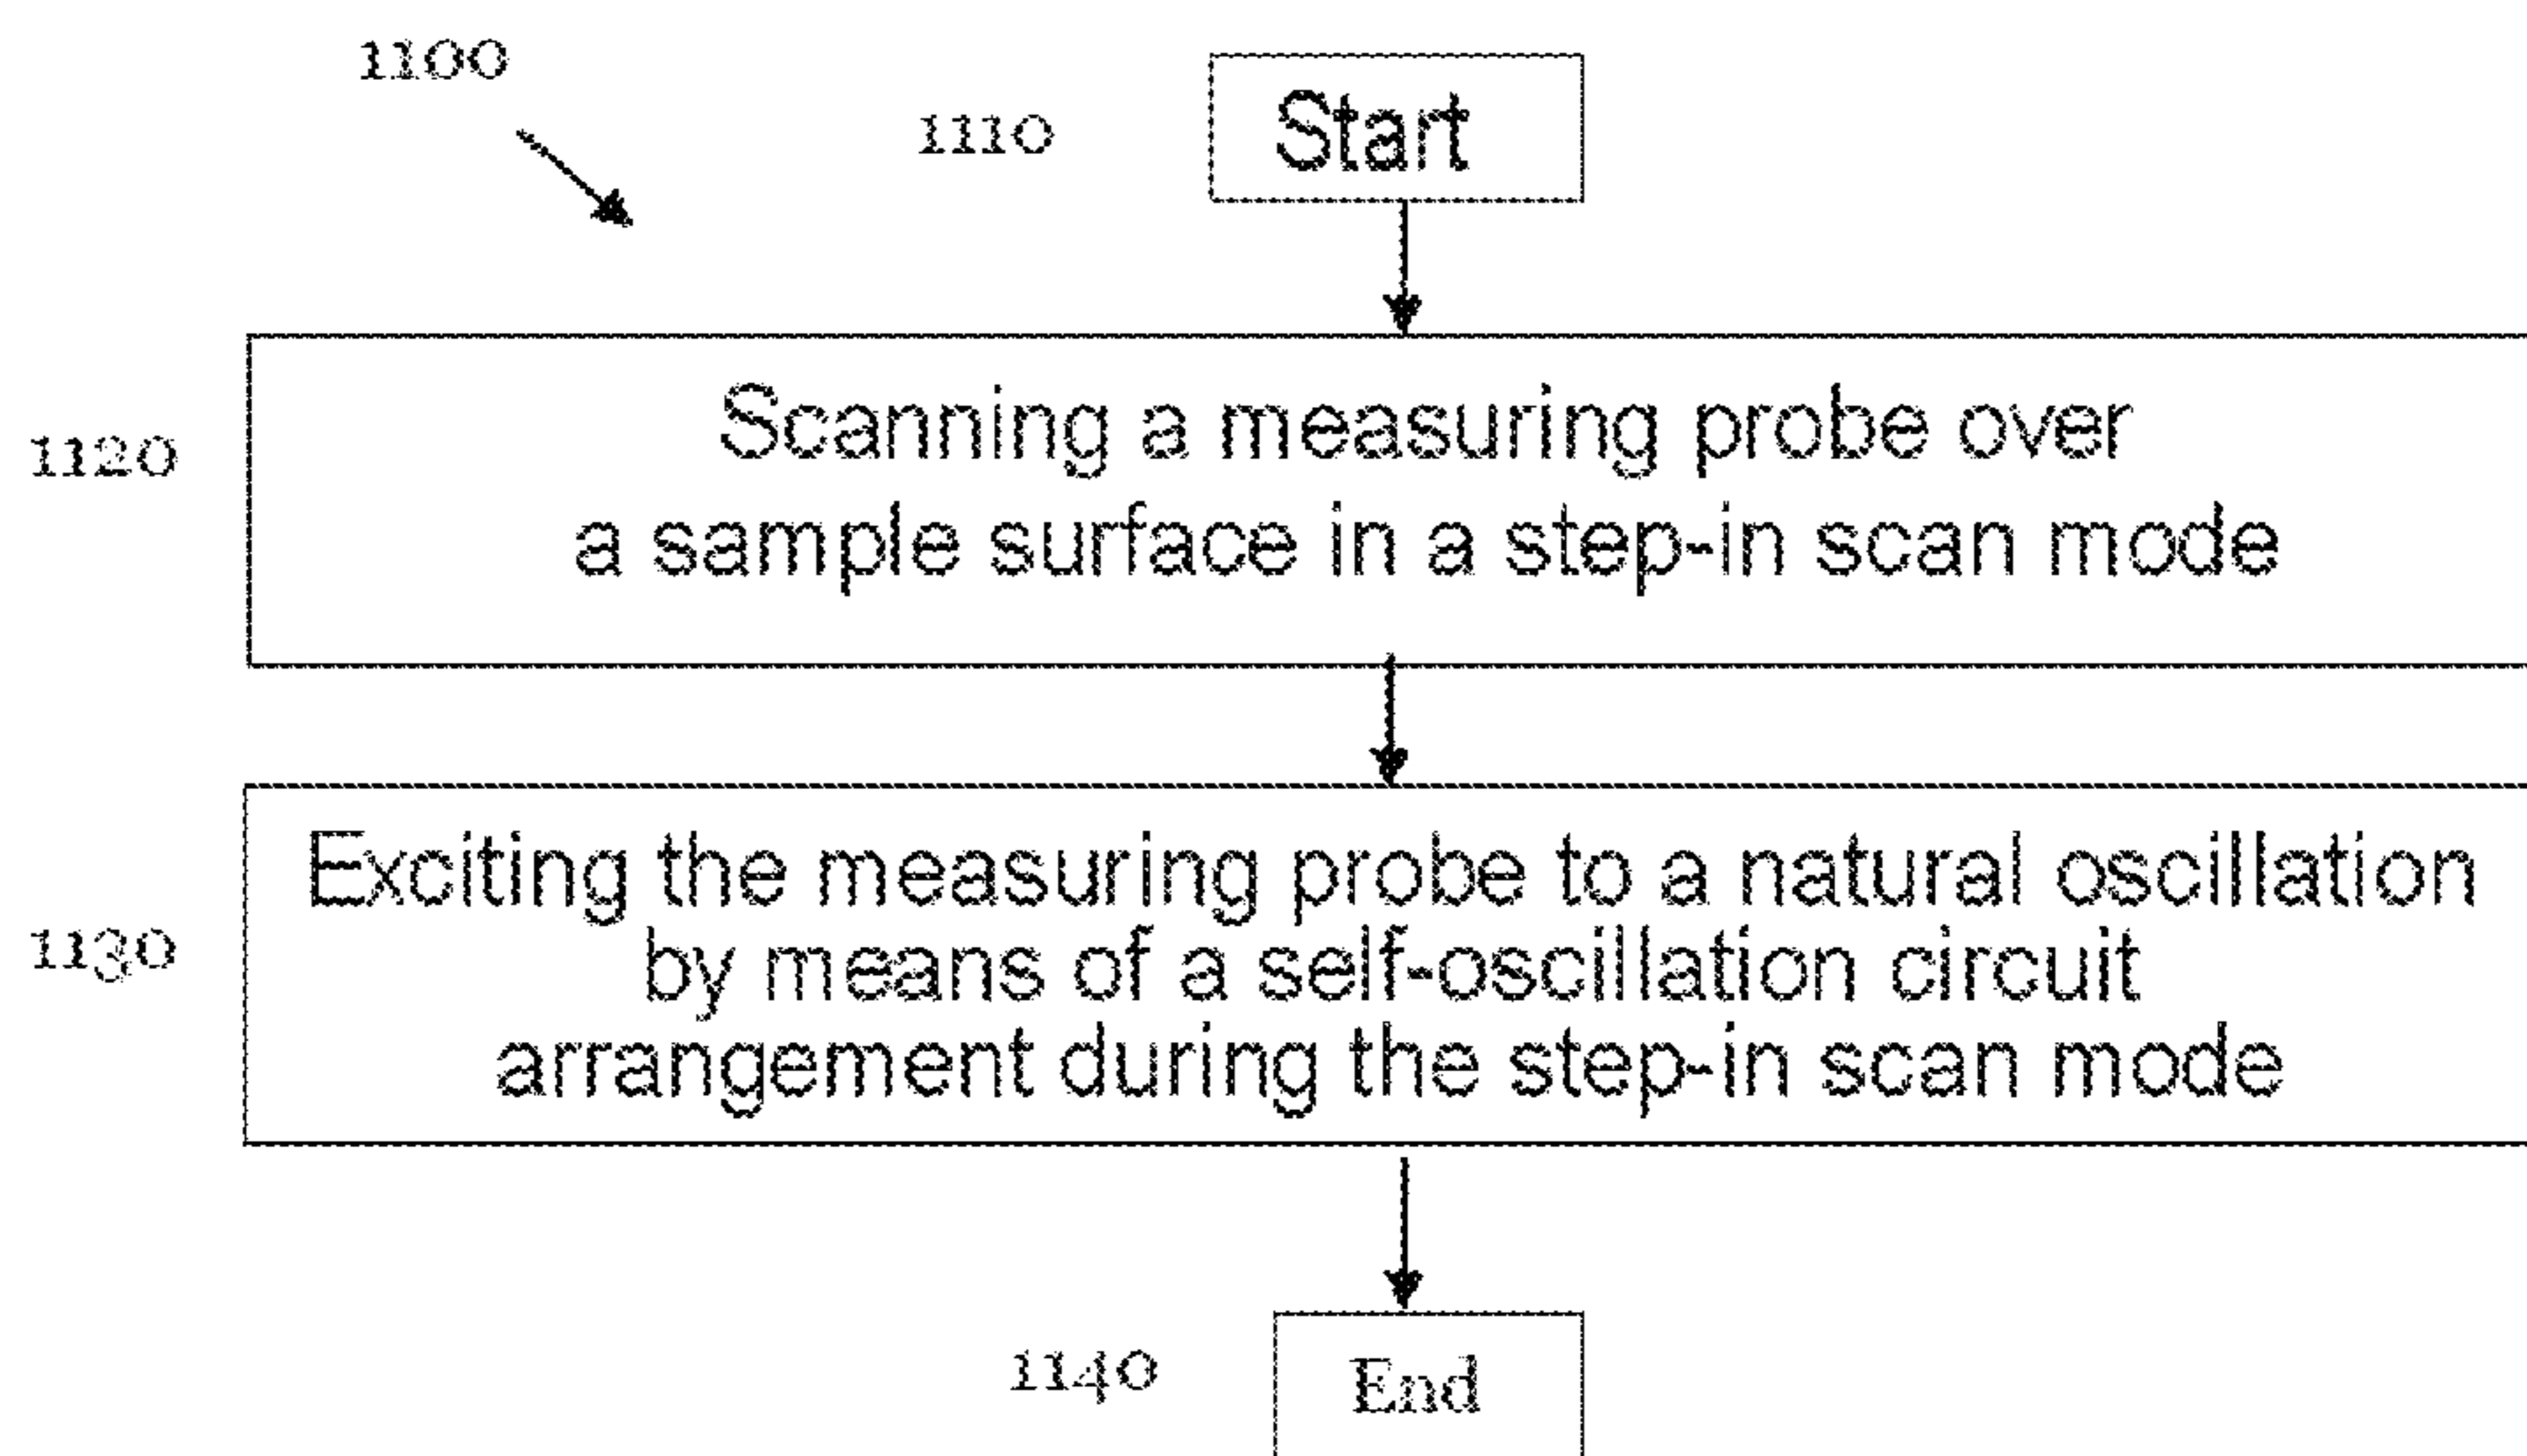 1100
1110
Start
1120
Scanning a measuring probe over
a sample surface in a step-in scan mode
1130
Exciting the measuring probe to a natural oscillation
by means of a self-oscillation circuit
arrangement during the step-in scan mode
1140
End